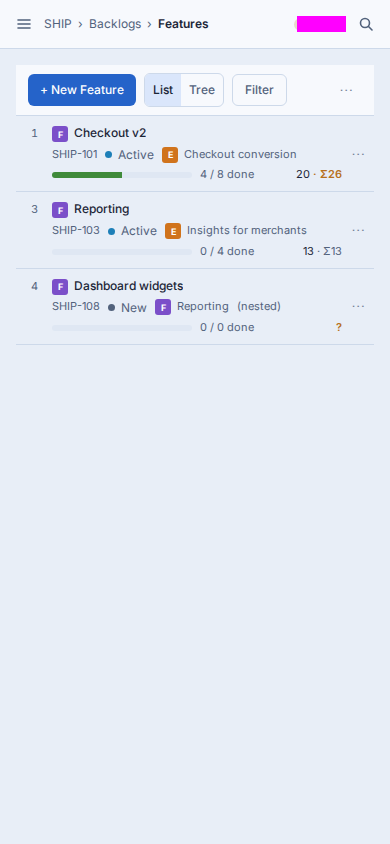 SHIP › Backlogs › Features
+ New Feature List Tree Filter ...
1 F Checkout v2
SHIP-101 Active E Checkout conversion ...
4 / 8 done 20 · Σ26
3 F Reporting
SHIP-103 Active E Insights for merchants ...
0 / 4 done 13 · Σ13
4 F Dashboard widgets
SHIP-108 New F Reporting (nested) ...
0 / 0 done ?